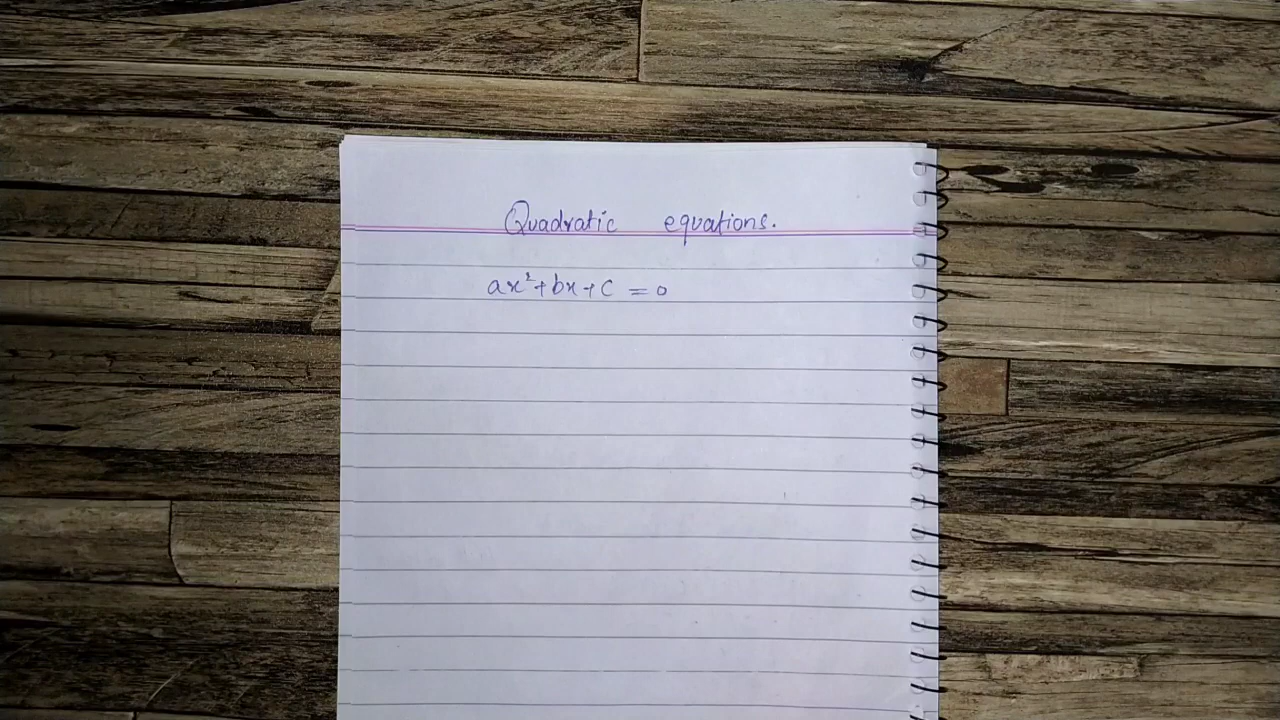 Quadratic equations.
ax²+bx+c = 0